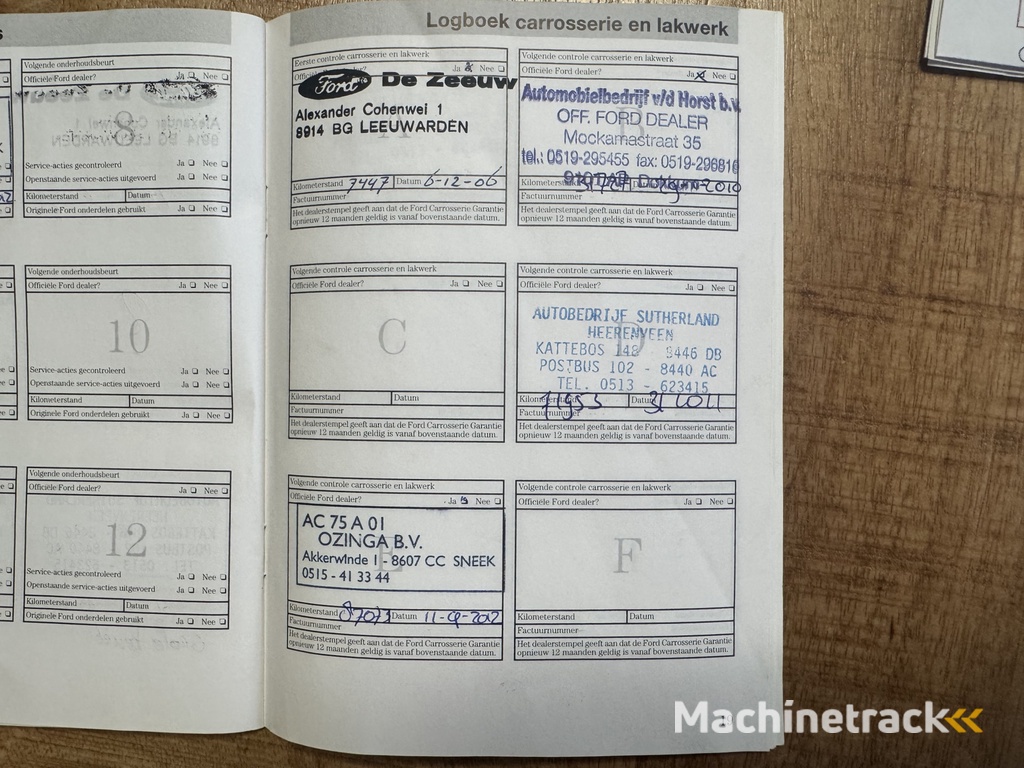 s
Volgende onderhoudsbeurt
Officiële Ford dealer? Ja Nee
8
Service-acties gecontroleerd Ja Nee
Openstaande service-acties uitgevoerd Ja Nee
Kilometerstand Datum
Originele Ford onderdelen gebruikt Ja Nee
Volgende onderhoudsbeurt
Officiële Ford dealer? Ja Nee
10
Service-acties gecontroleerd Ja Nee
Openstaande service-acties uitgevoerd Ja Nee
Kilometerstand Datum
Originele Ford onderdelen gebruikt Ja Nee
Volgende onderhoudsbeurt
Officiële Ford dealer? Ja Nee
12
Service-acties gecontroleerd Ja Nee
Openstaande service-acties uitgevoerd Ja Nee
Kilometerstand Datum
Originele Ford onderdelen gebruikt Ja Nee
Logboek carrosserie en lakwerk
Eerste controle carrosserie en lakwerk
Ja Nee
Ford De Zeeuw
Alexander Cohenwei 1
8914 BG LEEUWARDEN
A
Kilometerstand 7447 Datum 6-12-06
Factuurnummer
Het dealerstempel geeft aan dat de Ford Carrosserie Garantie
opnieuw 12 maanden geldig is vanaf bovenstaande datum.
Volgende controle carrosserie en lakwerk
Officiële Ford dealer? Ja Nee
Automobielbedrijf v/d Horst b.v.
OFF. FORD DEALER
B
Mockamastraat 35
tel.: 0519-295455 fax: 0519-296816
Dokkum
Kilometerstand 2010
Factuurnummer
Het dealerstempel geeft aan dat de Ford Carrosserie Garantie
opnieuw 12 maanden geldig is vanaf bovenstaande datum.
Volgende controle carrosserie en lakwerk
Officiële Ford dealer? Ja Nee
C
Kilometerstand Datum
Factuurnummer
Het dealerstempel geeft aan dat de Ford Carrosserie Garantie
opnieuw 12 maanden geldig is vanaf bovenstaande datum.
Volgende controle carrosserie en lakwerk
Officiële Ford dealer? Ja Nee
AUTOBEDRIJF SUTHERLAND
HEERENVEEN
D
KATTEBOS 148 8446 DB
POSTBUS 102 - 8440 AC
TEL. 0513 - 623415
Datum 2011
Factuurnummer
Het dealerstempel geeft aan dat de Ford Carrosserie Garantie
opnieuw 12 maanden geldig is vanaf bovenstaande datum.
Volgende controle carrosserie en lakwerk
Officiële Ford dealer? Ja Nee
AC 75 A 01
OZINGA B.V.
E
Akkerwinde 1 - 8607 CC SNEEK
0515 - 41 33 44
Kilometerstand 87073 Datum 11-9-2012
Factuurnummer
Het dealerstempel geeft aan dat de Ford Carrosserie Garantie
opnieuw 12 maanden geldig is vanaf bovenstaande datum.
Volgende controle carrosserie en lakwerk
Officiële Ford dealer? Ja Nee
F
Kilometerstand Datum
Factuurnummer
Het dealerstempel geeft aan dat de Ford Carrosserie Garantie
opnieuw 12 maanden geldig is vanaf bovenstaande datum.
Machinetrack